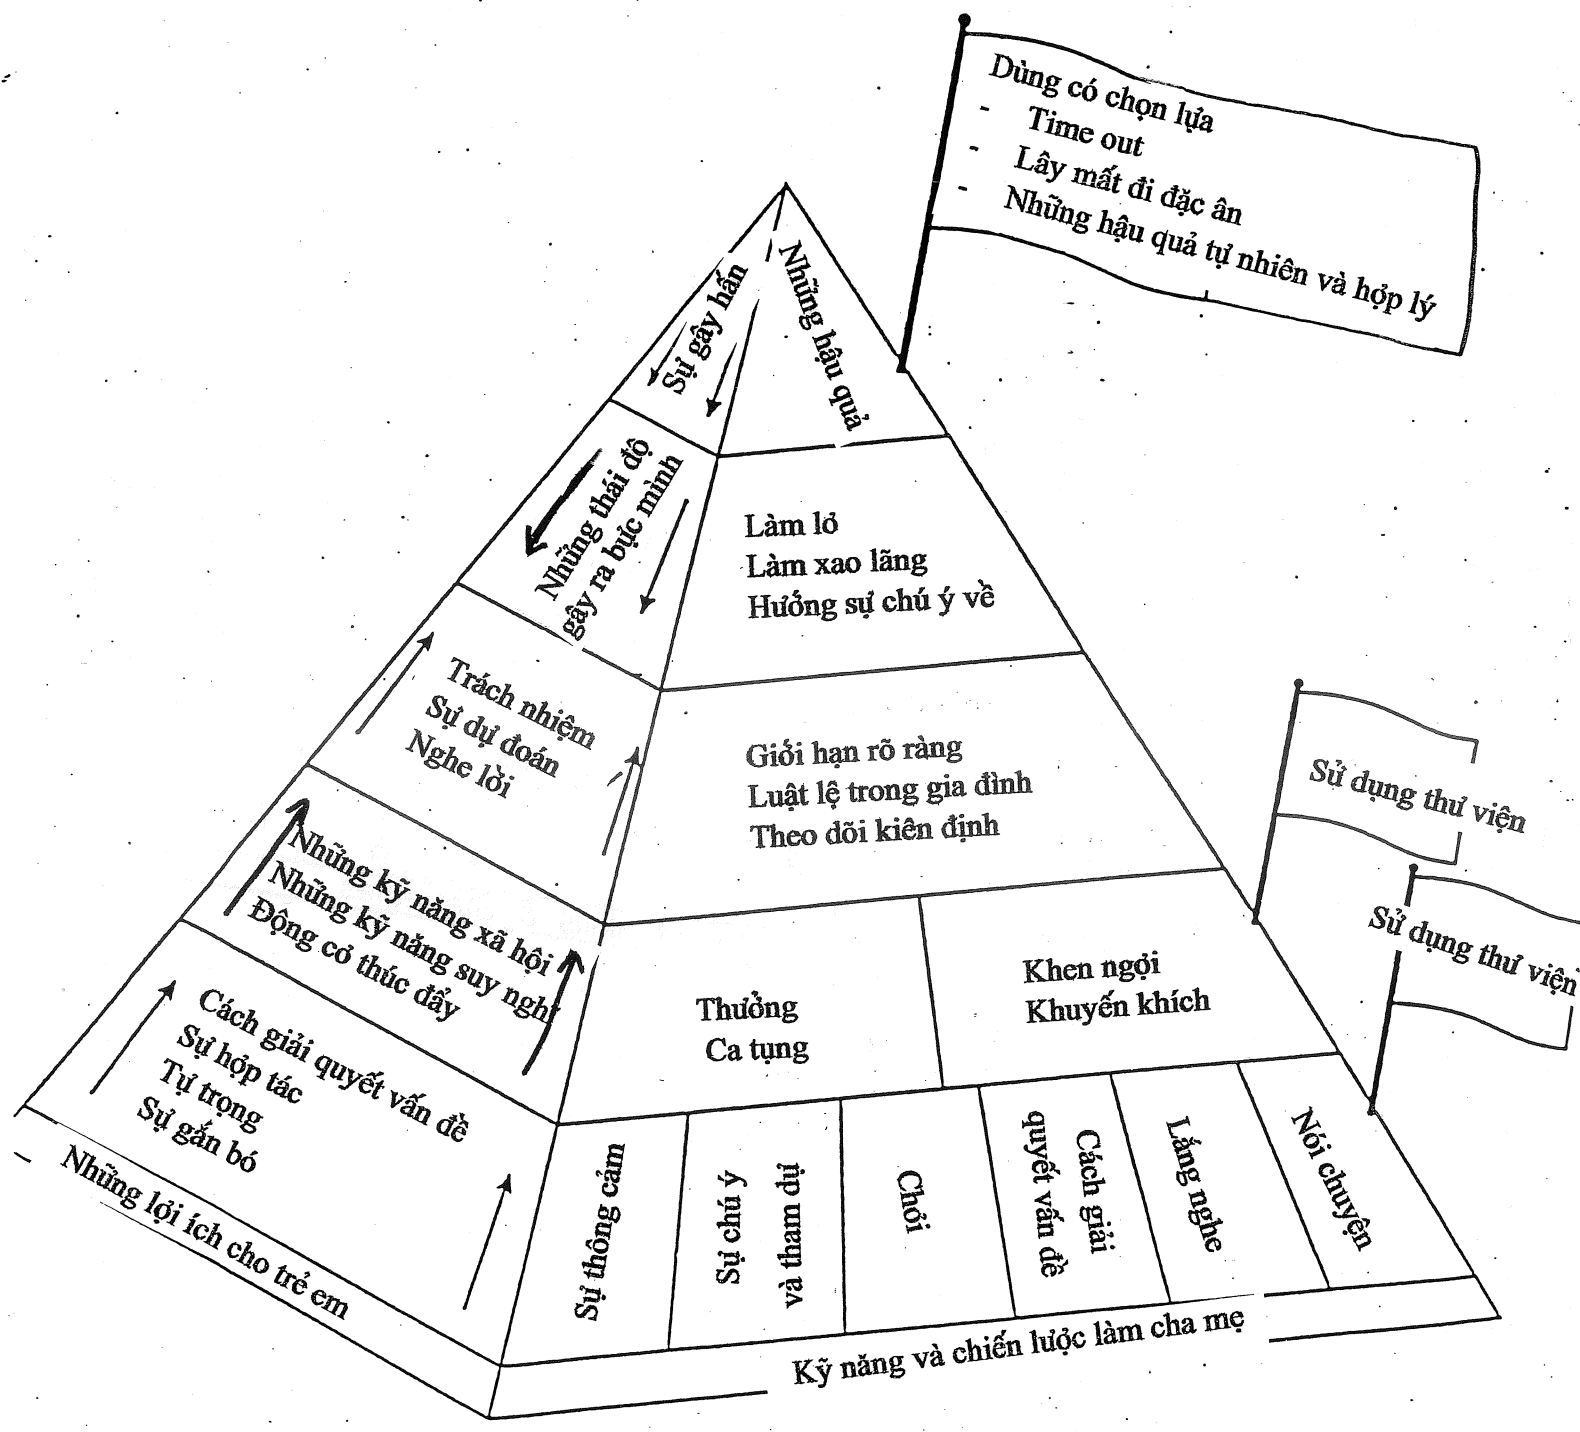 Dùng có chọn lựa
- Time out
- Lây mất đi đặc ân
- Những hậu quả tự nhiên và hợp lý
Sự gây hấn
Những hậu quả
Những thái độ
gây ra bực mình
Làm lơ
Làm xao lãng
Hướng sự chú ý về
Trách nhiệm
Sự dự đoán
Nghe lời
Giới hạn rõ ràng
Luật lệ trong gia đình
Theo dõi kiên định
Sử dụng thư viện
Những kỹ năng xã hội
Những kỹ năng suy nghĩ
Động cơ thúc đẩy
Thưởng
Ca tụng
Khen ngợi
Khuyến khích
Sử dụng thư viện
Cách giải quyết vấn đề
Sự hợp tác
Tự trọng
Sự gắn bó
Sự thông cảm
Sự chú ý
và tham dự
Chơi
Cách giải
quyết vấn đề
Lắng nghe
Nói chuyện
Những lợi ích cho trẻ em
Kỹ năng và chiến lược làm cha mẹ